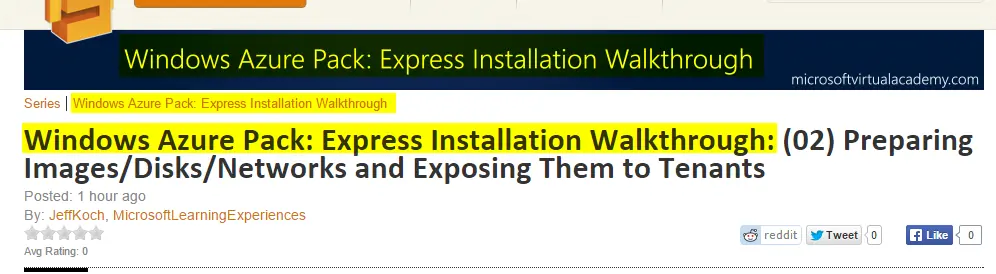 Windows Azure Pack: Express Installation Walkthrough
microsoftvirtualacademy.com
Series | Windows Azure Pack: Express Installation Walkthrough
Windows Azure Pack: Express Installation Walkthrough: (02) Preparing
Images/Disks/Networks and Exposing Them to Tenants
Posted: 1 hour ago
By: JeffKoch, MicrosoftLearningExperiences
reddit Tweet 0 Like 0
Avg Rating: 0